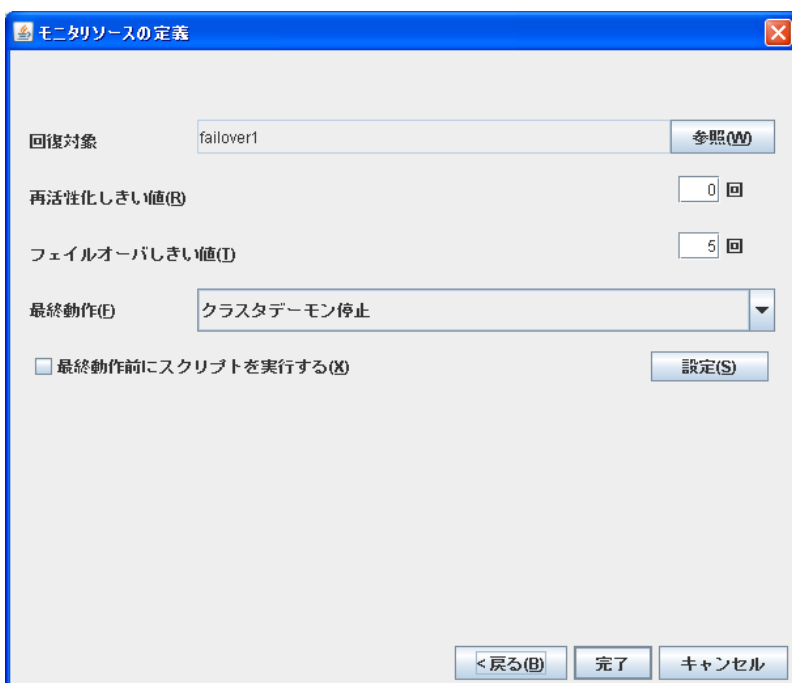 モニタリソースの定義
回復対象 failover1 参照(W)
再活性化しきい値(R) 0 回
フェイルオーバしきい値(T) 5 回
最終動作(F) クラスタデーモン停止
最終動作前にスクリプトを実行する(X) 設定(S)
<戻る(B) 完了 キャンセル